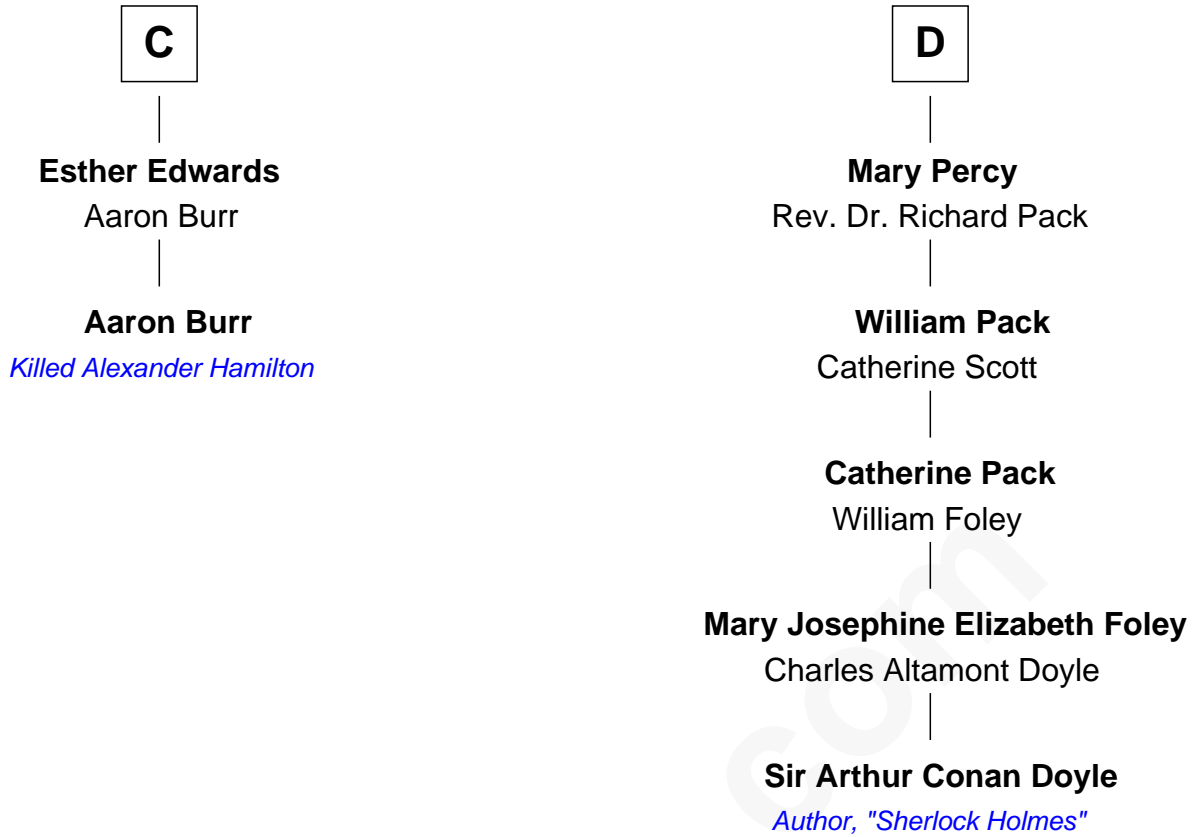 C
Esther Edwards
Aaron Burr
Aaron Burr
Killed Alexander Hamilton
D
Mary Percy
Rev. Dr. Richard Pack
William Pack
Catherine Scott
Catherine Pack
William Foley
Mary Josephine Elizabeth Foley
Charles Altamont Doyle
Sir Arthur Conan Doyle
Author, "Sherlock Holmes"
com